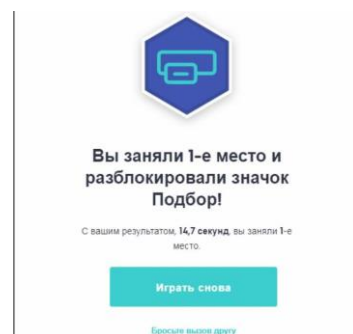 Вы заняли 1-е место и
разблокировали значок
Подбор!
С вашим результатом, 14,7 секунд, вы заняли 1-е
место.
Играть снова
Бросьте вызов другу